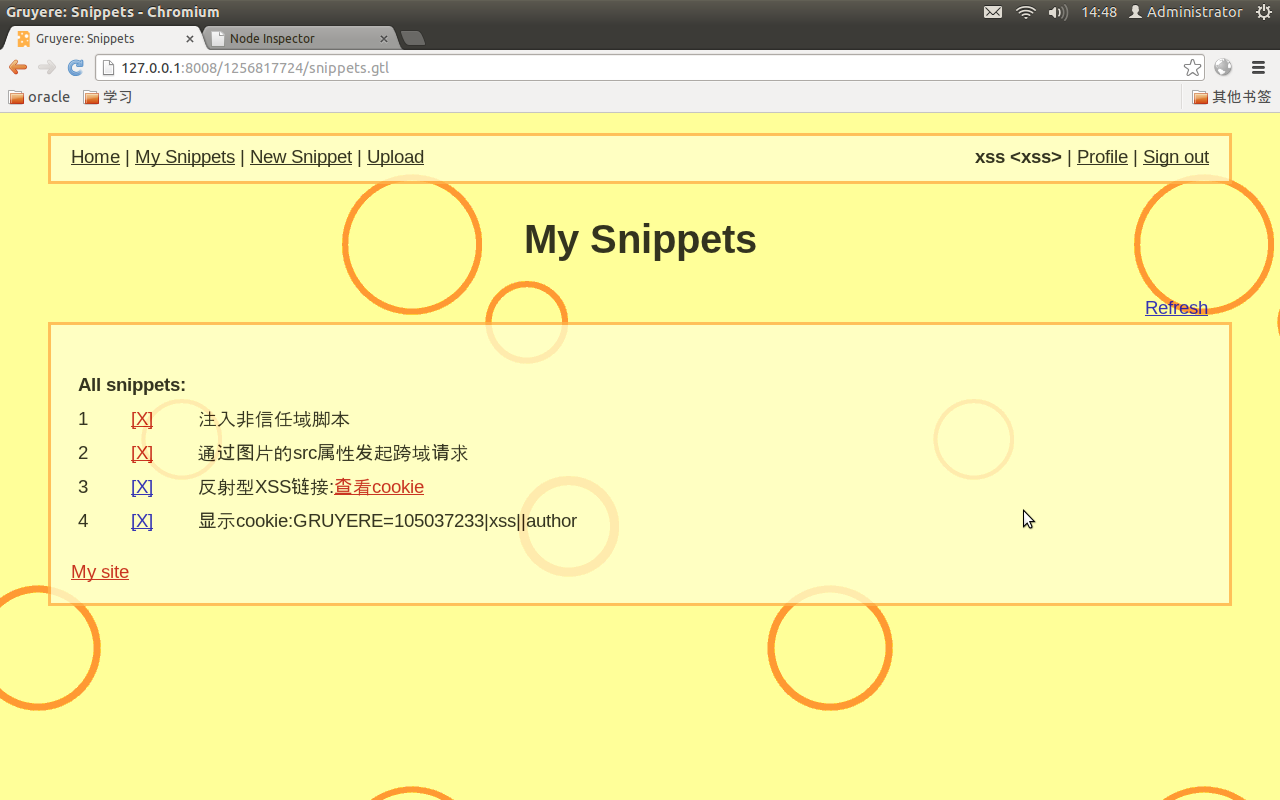 Gruyere: Snippets - Chromium 14:48 Administrator
Gruyere: Snippets Node Inspector
127.0.0.1:8008/1256817724/snippets.gtl
oracle 学习 其他书签
Home | My Snippets | New Snippet | Upload xss <xss> | Profile | Sign out
My Snippets
Refresh
All snippets:
1 [X] 注入非信任域脚本
2 [X] 通过图片的src属性发起跨域请求
3 [X] 反射型XSS链接:查看cookie
4 [X] 显示cookie:GRUYERE=105037233|xss||author
My site